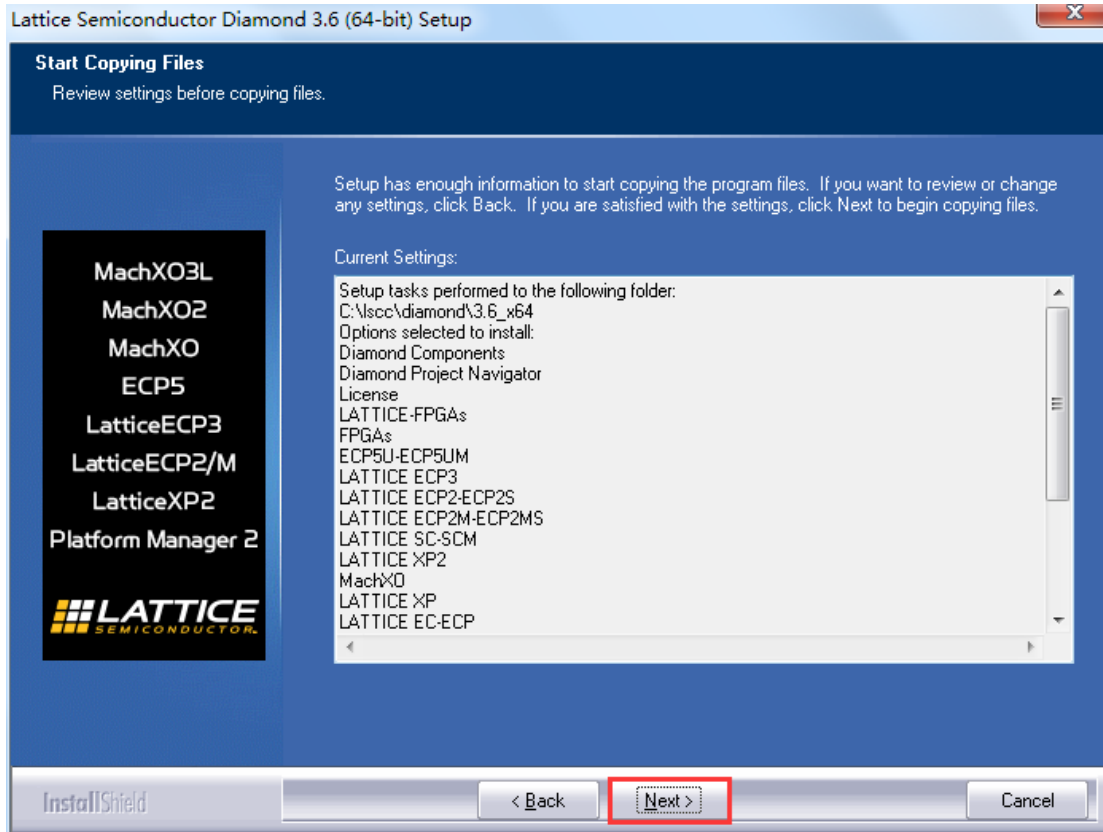 Lattice Semiconductor Diamond 3.6 (64-bit) Setup
Start Copying Files
Review settings before copying files.
Setup has enough information to start copying the program files. If you want to review or change
any settings, click Back. If you are satisfied with the settings, click Next to begin copying files.
Current Settings:
Setup tasks performed to the following folder:
C:\lscc\diamond\3.6_x64
Options selected to install:
Diamond Components
Diamond Project Navigator
License
LATTICE-FPGAs
FPGAs
ECP5U-ECP5UM
LATTICE ECP3
LATTICE ECP2-ECP2S
LATTICE ECP2M-ECP2MS
LATTICE SC-SCM
LATTICE XP2
MachXO
LATTICE XP
LATTICE EC-ECP
MachXO3L
MachXO2
MachXO
ECP5
LatticeECP3
LatticeECP2/M
LatticeXP2
Platform Manager 2
LATTICE
SEMICONDUCTOR.
InstallShield
< Back
Next >
Cancel